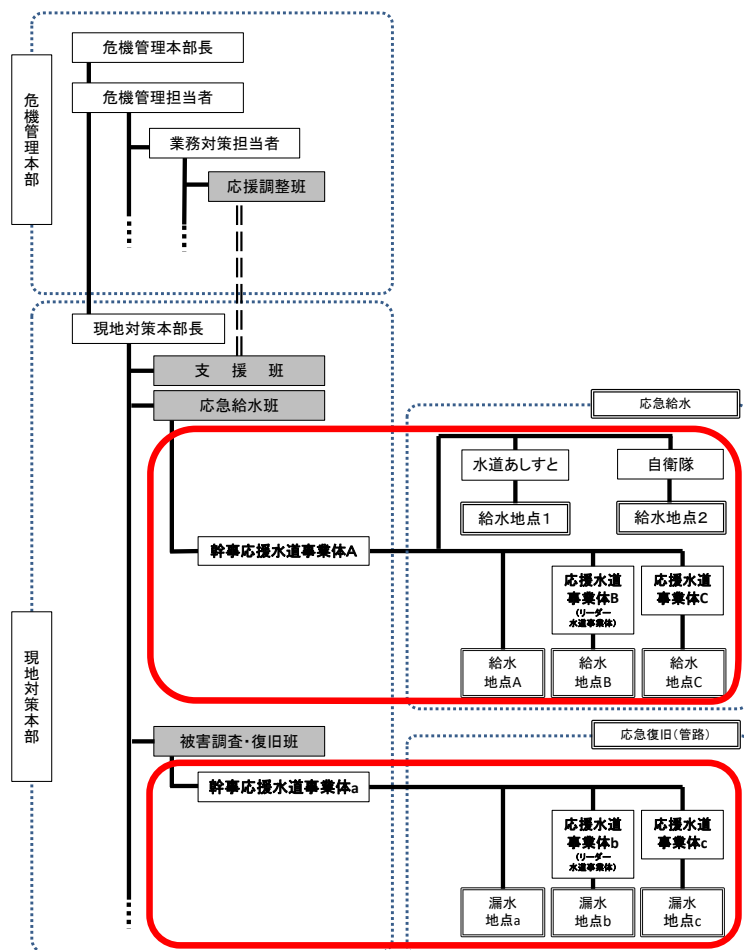 危機管理本部
危機管理本部長
危機管理担当者
業務対策担当者
応援調整班
現地対策本部
現地対策本部長
支 援 班
応急給水班
応急給水
水道あしすと
自衛隊
給水地点1
給水地点2
幹事応援水道事業体A
応援水道
事業体B
(リーダー
水道事業体)
応援水道
事業体C
給水
地点A
給水
地点B
給水
地点C
被害調査・復旧班
応急復旧(管路)
幹事応援水道事業体a
応援水道
事業体b
(リーダー
水道事業体)
応援水道
事業体c
漏水
地点a
漏水
地点b
漏水
地点c